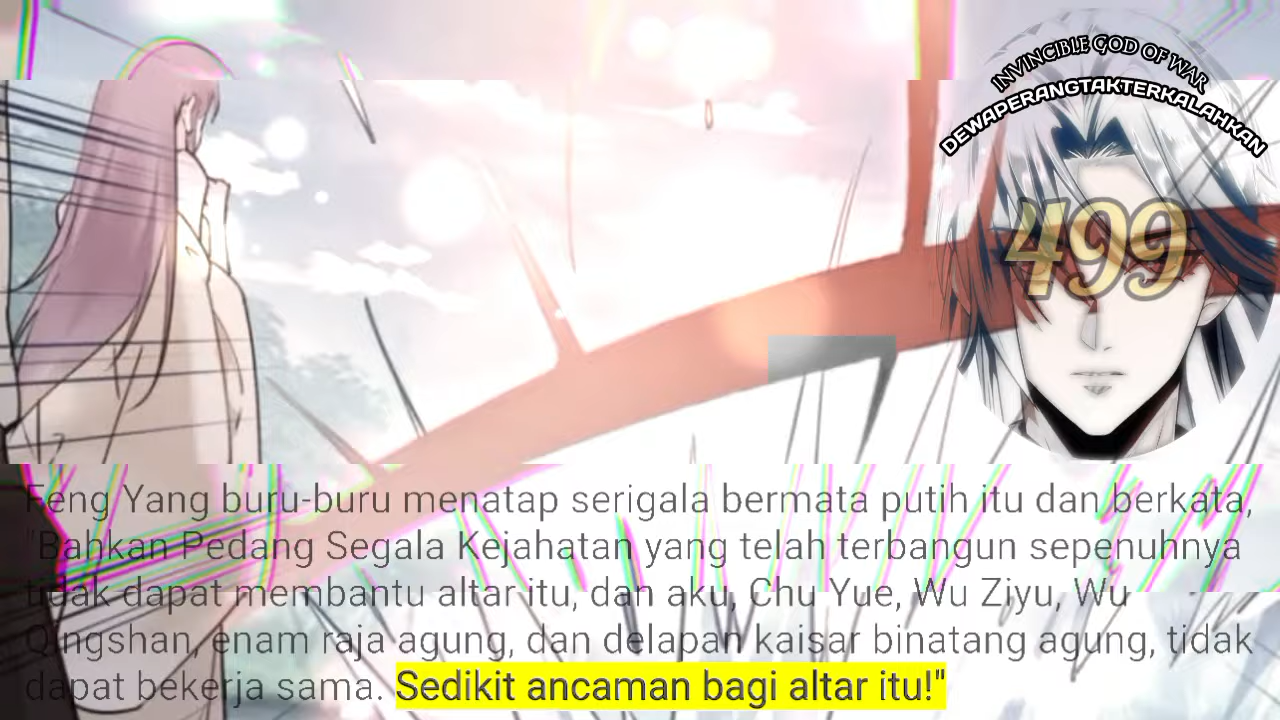 INVINCIBLE GOD OF WAR
DEWAPERANGTAKTERKALAHKAN
499
Feng Yang buru-buru menatap serigala bermata putih itu dan berkata,
"Bahkan Pedang Segala Kejahatan yang telah terbangun sepenuhnya
tidak dapat membantu altar itu, dan aku, Chu Yue, Wu Ziyu, Wu
Qingshan, enam raja agung, dan delapan kaisar binatang agung, tidak
dapat bekerja sama. Sedikit ancaman bagi altar itu!"